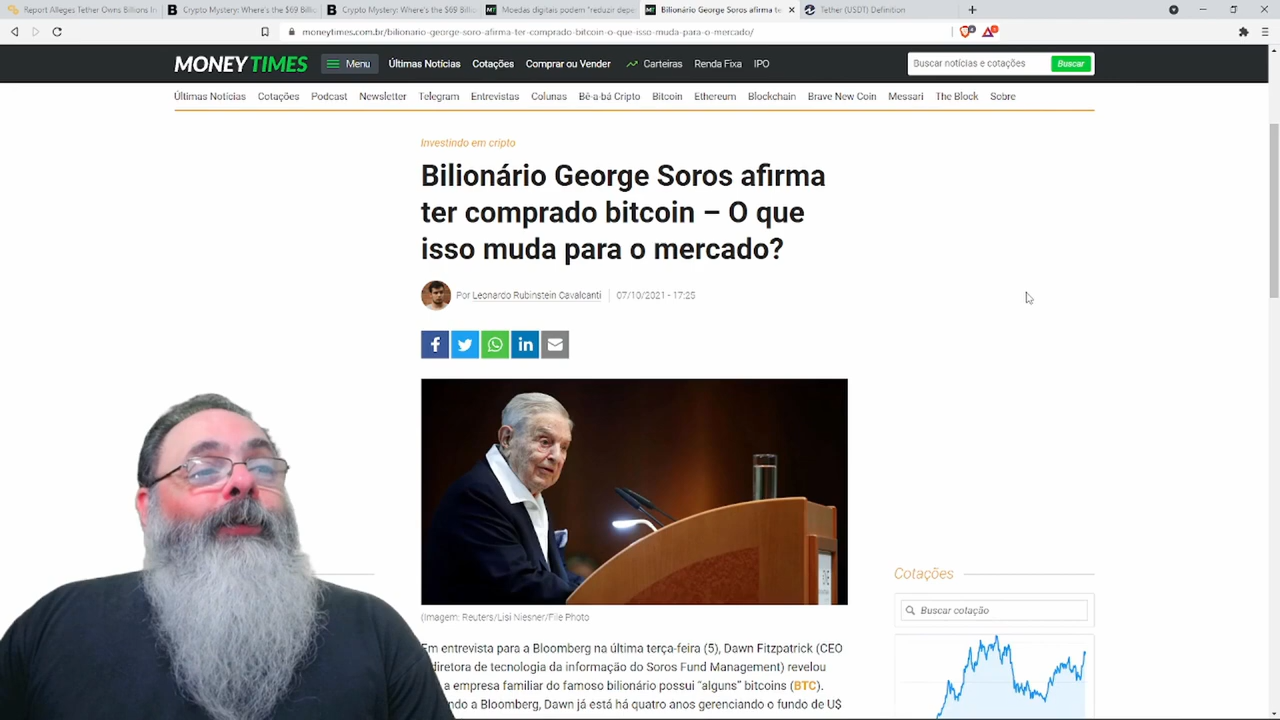 Report Alleges Tether Owns Billions In
Crypto Mystery: Where's the $69 Billi
Crypto Mystery: Where's the $69 Billi
Moedas digitais podem "reduzir depe
Bilionário George Soros afirma te
Tether (USDT) Definition
moneytimes.com.br/bilionario-george-soro-afirma-ter-comprado-bitcoin-o-que-isso-muda-para-o-mercado/
MONEY TIMES
Menu
Últimas Notícias
Cotações
Comprar ou Vender
Carteiras
Renda Fixa
IPO
Buscar notícias e cotações
Buscar
Últimas Notícias
Cotações
Podcast
Newsletter
Telegram
Entrevistas
Colunas
Bê-a-bá Cripto
Bitcoin
Ethereum
Blockchain
Brave New Coin
Messari
The Block
Sobre
Investindo em cripto
Bilionário George Soros afirma
ter comprado bitcoin – O que
isso muda para o mercado?
Por Leonardo Rubinstein Cavalcanti
07/10/2021 - 17:25
(Imagem: Reuters/Lisi Niesner/File Photo
Em entrevista para a Bloomberg na última terça-feira (5), Dawn Fitzpatrick (CEO
diretora de tecnologia da informação do Soros Fund Management) revelou
a empresa familiar do famoso bilionário possui “alguns” bitcoins (BTC).
ndo a Bloomberg, Dawn já está há quatro anos gerenciando o fundo de U$
Cotações
Buscar cotação